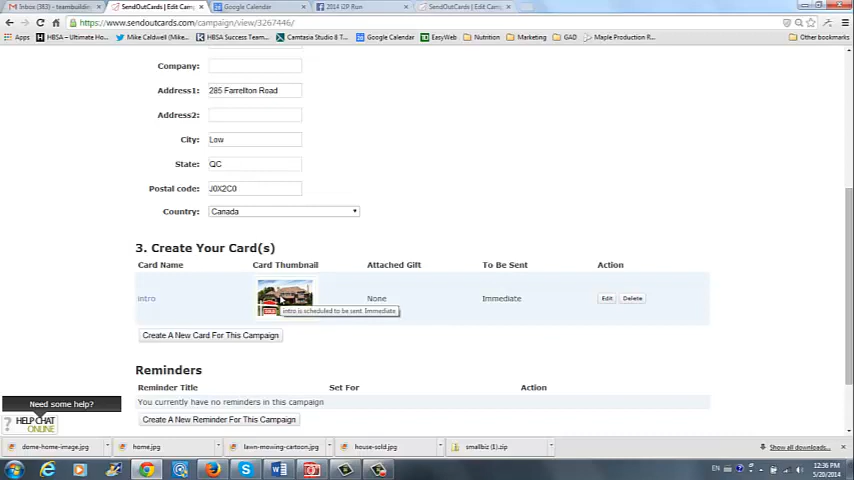 Inbox (383) - teambuildin
SendOutCards | Edit Cam
Google Calendar
2014 I2P Run
SendOutCards | Edit Cam
https://www.sendoutcards.com/campaign/view/3267446/
Apps
HBSA – Ultimate Ho...
Mike Caldwell (Mike...
HBSA Success Team...
Camtasia Studio 8 T...
Google Calendar
EasyWeb
Nutrition
Marketing
GAD
Maple Production R...
Other bookmarks
Company:
Address1: 285 Farrellton Road
Address2:
City: Low
State: QC
Postal code: J0X2C0
Country: Canada
3. Create Your Card(s)
Card Name Card Thumbnail Attached Gift To Be Sent Action
intro None Immediate Edit Delete
SOLD
intro is scheduled to be sent Immediate
Create A New Card For This Campaign
Reminders
Reminder Title Set For Action
You currently have no reminders in this campaign
Create A New Reminder For This Campaign
Need some help?
? HELP CHAT
ONLINE
dome-home-image.jpg
home.jpg
lawn-mowing-cartoon.jpg
house-sold.jpg
smallbiz (1).zip
Show all downloads...
EN
12:36 PM
5/20/2014